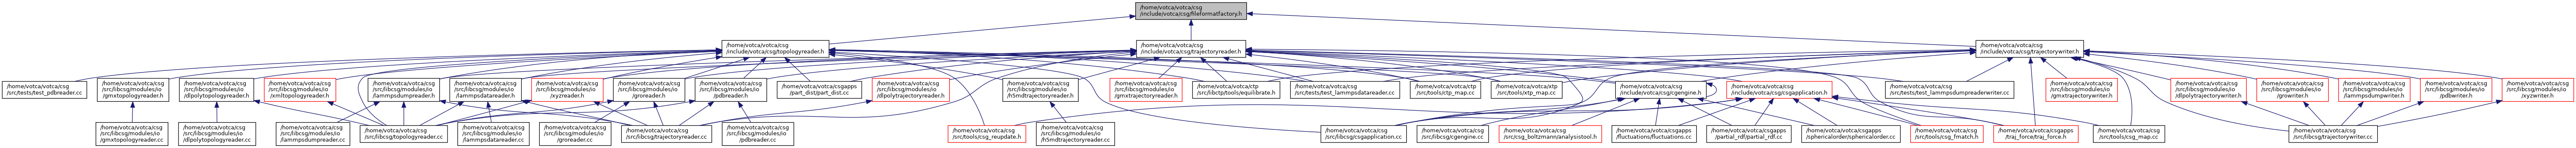 /home/votca/votca/csg
/include/votca/csg/fileformatfactory.h
/home/votca/votca/csg
/include/votca/csg/topologyreader.h
/home/votca/votca/csg
/include/votca/csg/trajectoryreader.h
/home/votca/votca/csg
/include/votca/csg/trajectorywriter.h
/home/votca/votca/csg
/src/tests/test_pdbreader.cc
/home/votca/votca/csg
/src/libcsg/modules/io
/gmxtopologyreader.h
/home/votca/votca/csg
/src/libcsg/modules/io
/dlpolytopologyreader.h
/home/votca/votca/csg
/src/libcsg/modules/io
/xmltopologyreader.h
/home/votca/votca/csg
/src/libcsg/modules/io
/lammpsdumpreader.h
/home/votca/votca/csg
/src/libcsg/modules/io
/lammpsdatareader.h
/home/votca/votca/csg
/src/libcsg/modules/io
/xyzreader.h
/home/votca/votca/csg
/src/libcsg/modules/io
/groreader.h
/home/votca/votca/csg
/src/libcsg/modules/io
/pdbreader.h
/home/votca/votca/csgapps
/part_dist/part_dist.cc
/home/votca/votca/csg
/src/libcsg/modules/io
/dlpolytrajectoryreader.h
/home/votca/votca/csg
/src/libcsg/modules/io
/h5mdtrajectoryreader.h
/home/votca/votca/csg
/src/libcsg/modules/io
/gmxtrajectoryreader.h
/home/votca/votca/ctp
/src/libctp/tools/equilibrate.h
/home/votca/votca/csg
/src/tests/test_lammpsdatareader.cc
/home/votca/votca/ctp
/src/tools/ctp_map.cc
/home/votca/votca/xtp
/src/tools/xtp_map.cc
/home/votca/votca/csg
/include/votca/csg/cgengine.h
/home/votca/votca/csg
/include/votca/csg/csgapplication.h
/home/votca/votca/csg
/src/tests/test_lammpsdumpreaderwriter.cc
/home/votca/votca/csg
/src/libcsg/modules/io
/gmxtrajectorywriter.h
/home/votca/votca/csg
/src/libcsg/modules/io
/dlpolytrajectorywriter.h
/home/votca/votca/csg
/src/libcsg/modules/io
/growriter.h
/home/votca/votca/csg
/src/libcsg/modules/io
/lammpsdumpwriter.h
/home/votca/votca/csg
/src/libcsg/modules/io
/pdbwriter.h
/home/votca/votca/csg
/src/libcsg/modules/io
/xyzwriter.h
/home/votca/votca/csg
/src/libcsg/modules/io
/gmxtopologyreader.cc
/home/votca/votca/csg
/src/libcsg/modules/io
/dlpolytopologyreader.cc
/home/votca/votca/csg
/src/libcsg/modules/io
/lammpsdumpreader.cc
/home/votca/votca/csg
/src/libcsg/topologyreader.cc
/home/votca/votca/csg
/src/libcsg/modules/io
/lammpsdatareader.cc
/home/votca/votca/csg
/src/libcsg/modules/io
/groreader.cc
/home/votca/votca/csg
/src/libcsg/trajectoryreader.cc
/home/votca/votca/csg
/src/libcsg/modules/io
/pdbreader.cc
/home/votca/votca/csg
/src/tools/csg_reupdate.h
/home/votca/votca/csg
/src/libcsg/modules/io
/h5mdtrajectoryreader.cc
/home/votca/votca/csg
/src/libcsg/csgapplication.cc
/home/votca/votca/csg
/src/libcsg/cgengine.cc
/home/votca/votca/csg
/src/csg_boltzmann/analysistool.h
/home/votca/votca/csgapps
/fluctuations/fluctuations.cc
/home/votca/votca/csgapps
/partial_rdf/partial_rdf.cc
/home/votca/votca/csgapps
/sphericalorder/sphericalorder.cc
/home/votca/votca/csg
/src/tools/csg_fmatch.h
/home/votca/votca/csgapps
/traj_force/traj_force.h
/home/votca/votca/csg
/src/tools/csg_map.cc
/home/votca/votca/csg
/src/libcsg/trajectorywriter.cc